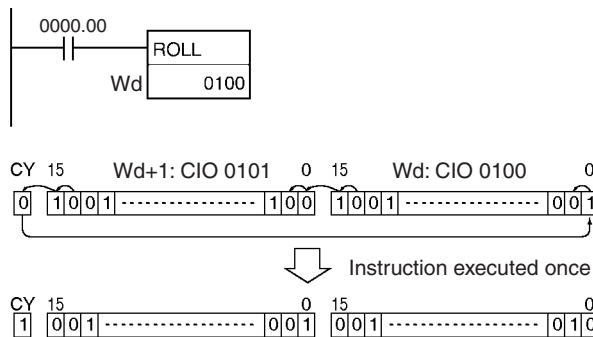 0000.00
ROLL
Wd 0100
CY 15 Wd+1: CIO 0101 0 15 Wd: CIO 0100 0
0 1 0 0 1 1 0 0 1 0 0 1 0 0 1
Instruction executed once
CY 15 0 15 0
1 0 0 1 0 0 1 0 0 1 0 1 0